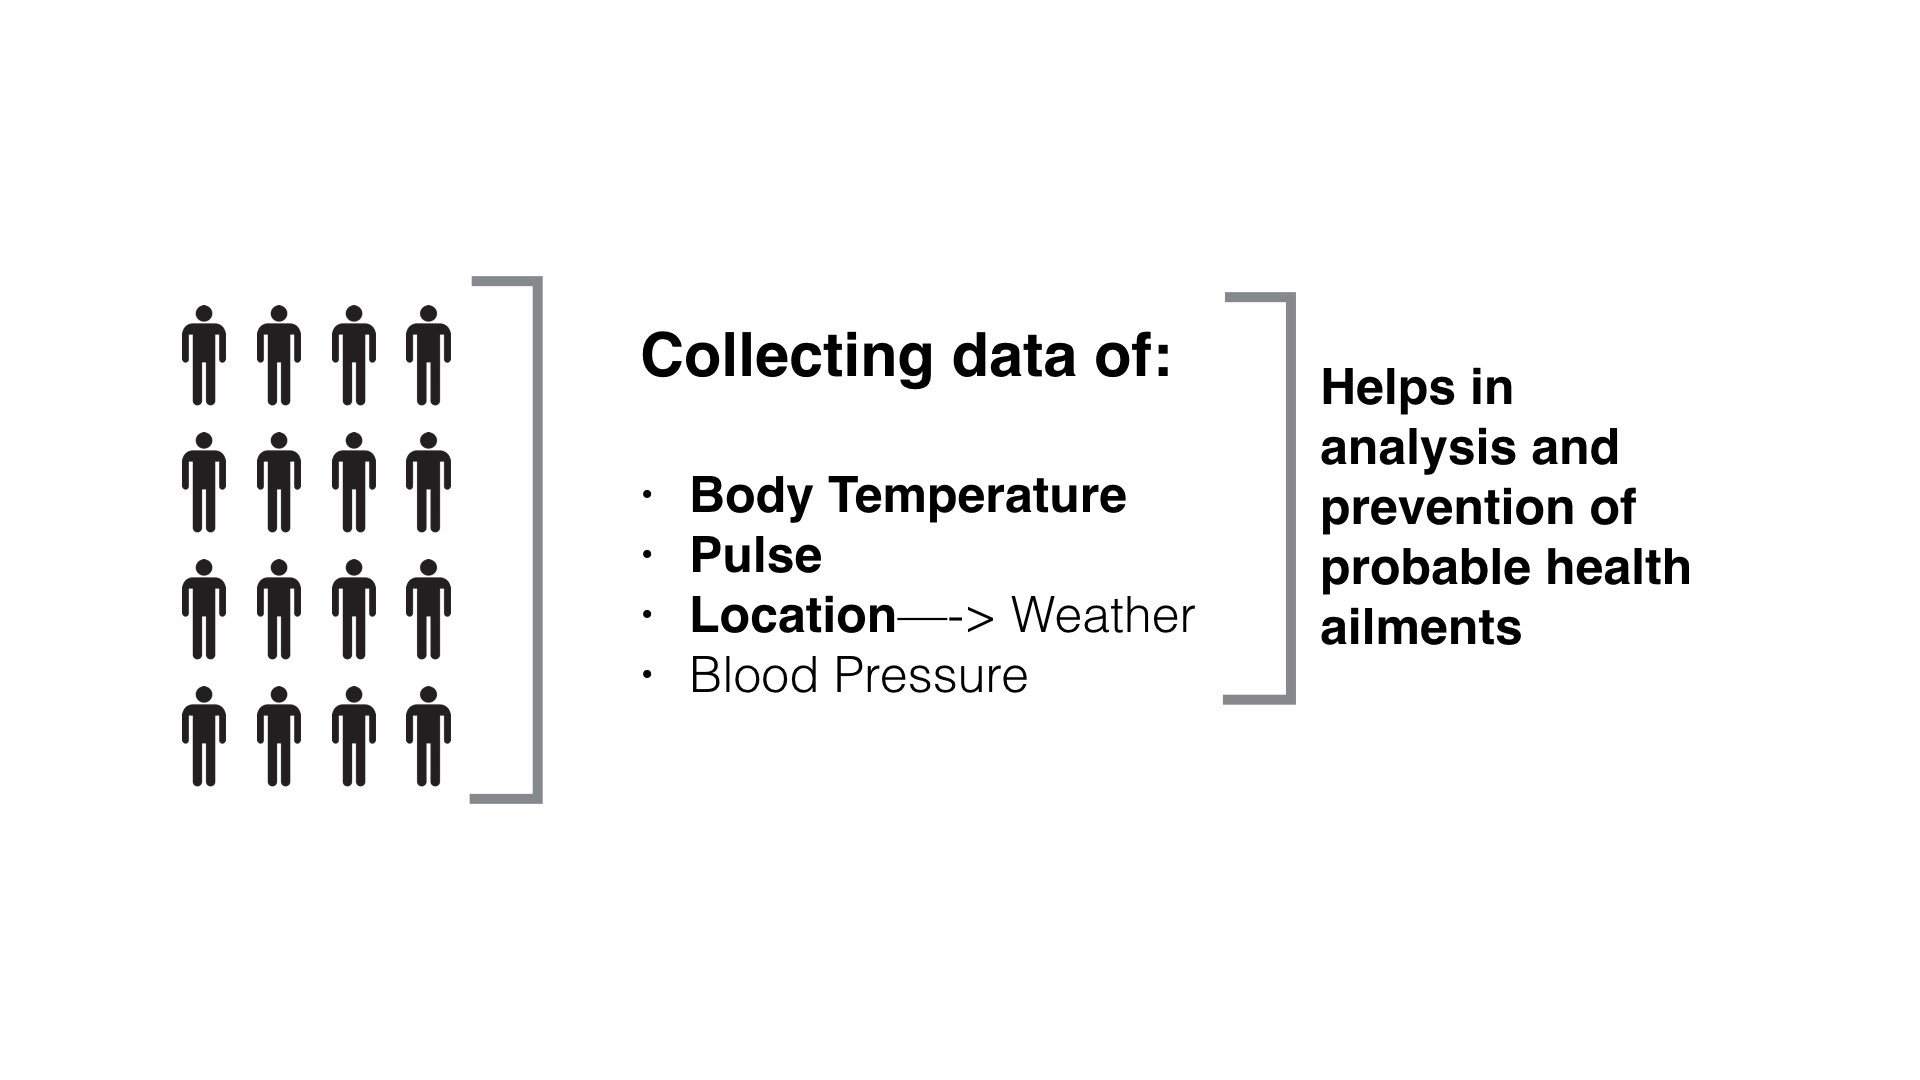 Collecting data of:
· Body Temperature
· Pulse
· Location—-> Weather
· Blood Pressure
Helps in
analysis and
prevention of
probable health
ailments